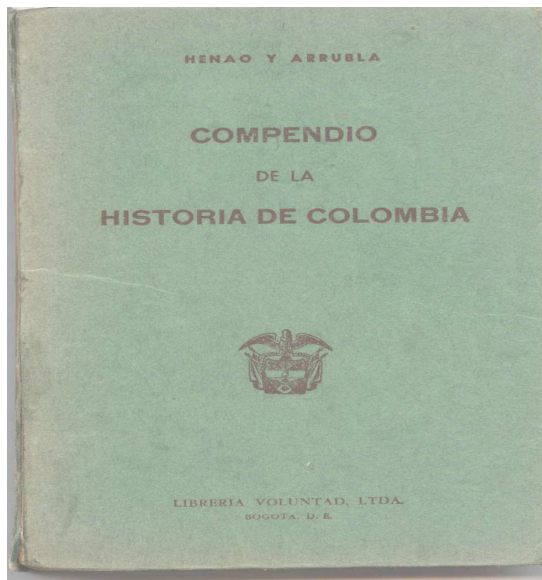 HENAO Y ARRUBLA
COMPENDIO
DE LA
HISTORIA DE COLOMBIA
LIBRERIA VOLUNTAD, LTDA.
BOGOTA, D. E.